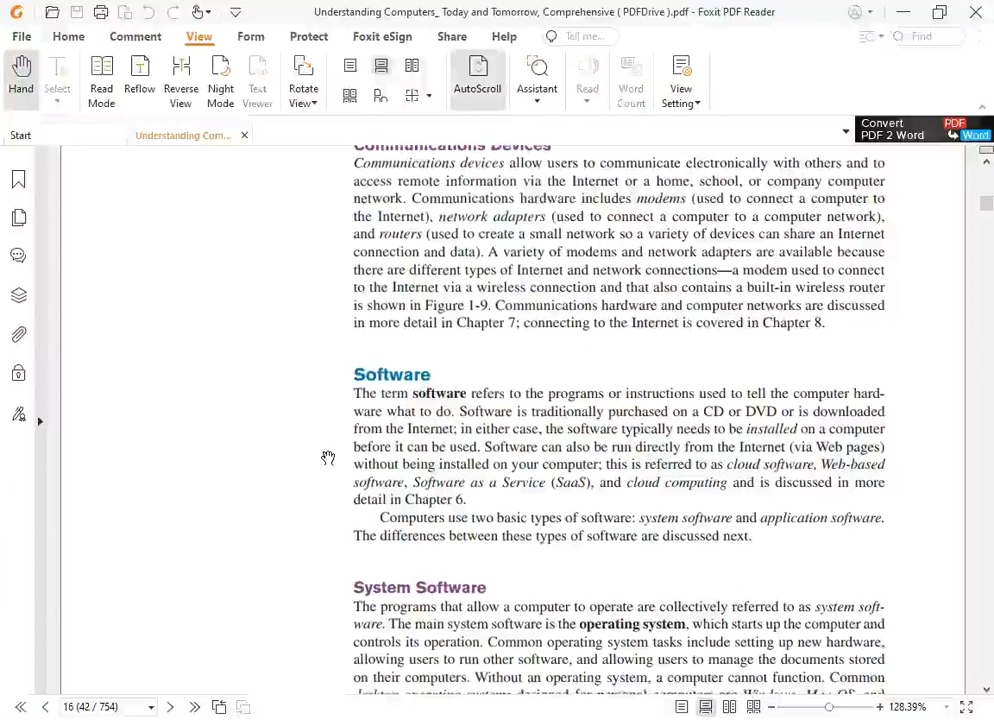 Understanding Computers_ Today and Tomorrow, Comprehensive ( PDFDrive ).pdf - Foxit PDF Reader
File Home Comment View Form Protect Foxit eSign Share Help Tell me... Find
Hand Select Read Mode Reflow Reverse View Night Mode Text Viewer Rotate View AutoScroll Assistant Read Word Count View Setting
Start Understanding Com...
Convert PDF
PDF 2 Word Word
Communications Devices
Communications devices allow users to communicate electronically with others and to
access remote information via the Internet or a home, school, or company computer
network. Communications hardware includes modems (used to connect a computer to
the Internet), network adapters (used to connect a computer to a computer network),
and routers (used to create a small network so a variety of devices can share an Internet
connection and data). A variety of modems and network adapters are available because
there are different types of Internet and network connections—a modem used to connect
to the Internet via a wireless connection and that also contains a built-in wireless router
is shown in Figure 1-9. Communications hardware and computer networks are discussed
in more detail in Chapter 7; connecting to the Internet is covered in Chapter 8.
Software
The term software refers to the programs or instructions used to tell the computer hard-
ware what to do. Software is traditionally purchased on a CD or DVD or is downloaded
from the Internet; in either case, the software typically needs to be installed on a computer
before it can be used. Software can also be run directly from the Internet (via Web pages)
without being installed on your computer; this is referred to as cloud software, Web-based
software, Software as a Service (SaaS), and cloud computing and is discussed in more
detail in Chapter 6.
Computers use two basic types of software: system software and application software.
The differences between these types of software are discussed next.
System Software
The programs that allow a computer to operate are collectively referred to as system soft-
ware. The main system software is the operating system, which starts up the computer and
controls its operation. Common operating system tasks include setting up new hardware,
allowing users to run other software, and allowing users to manage the documents stored
on their computers. Without an operating system, a computer cannot function. Common
desktop operating systems designed for personal computers are Windows, Mac OS, and
16 (42 / 754) 128.39%